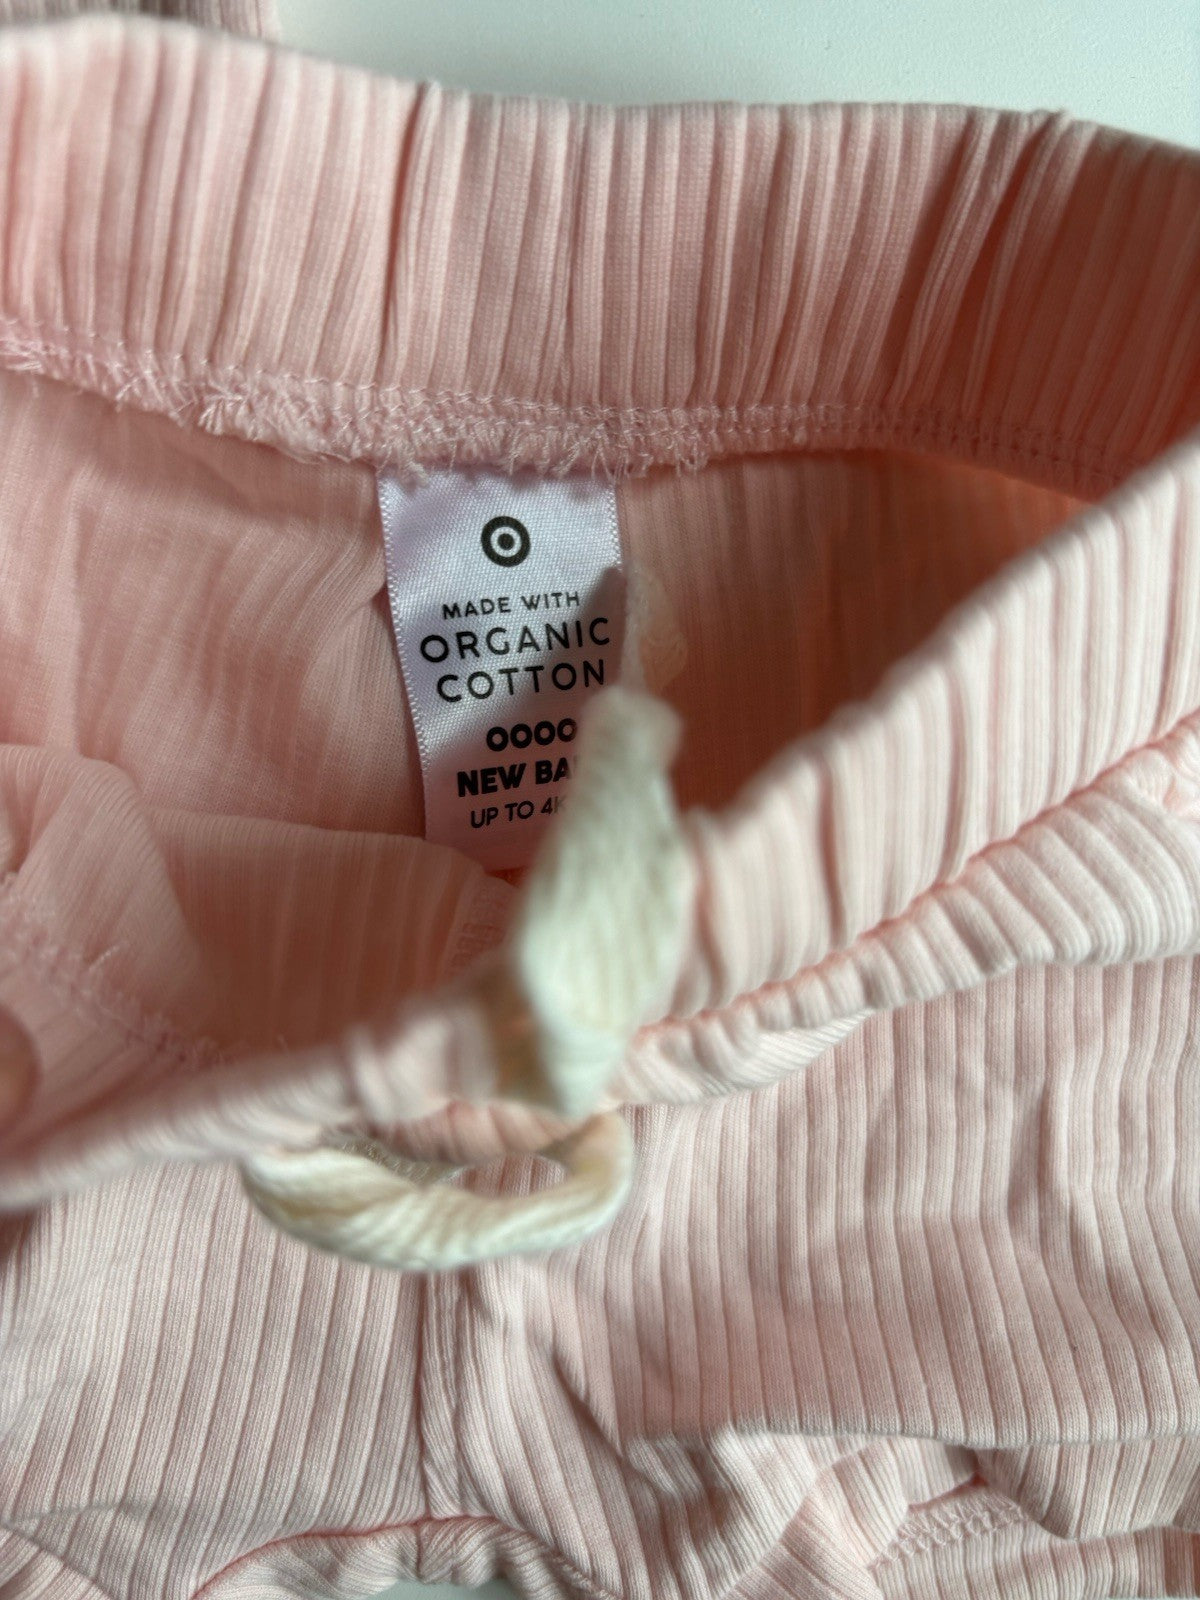 MADE WITH
ORGANIC
COTTON
0000
NEW
UP TO